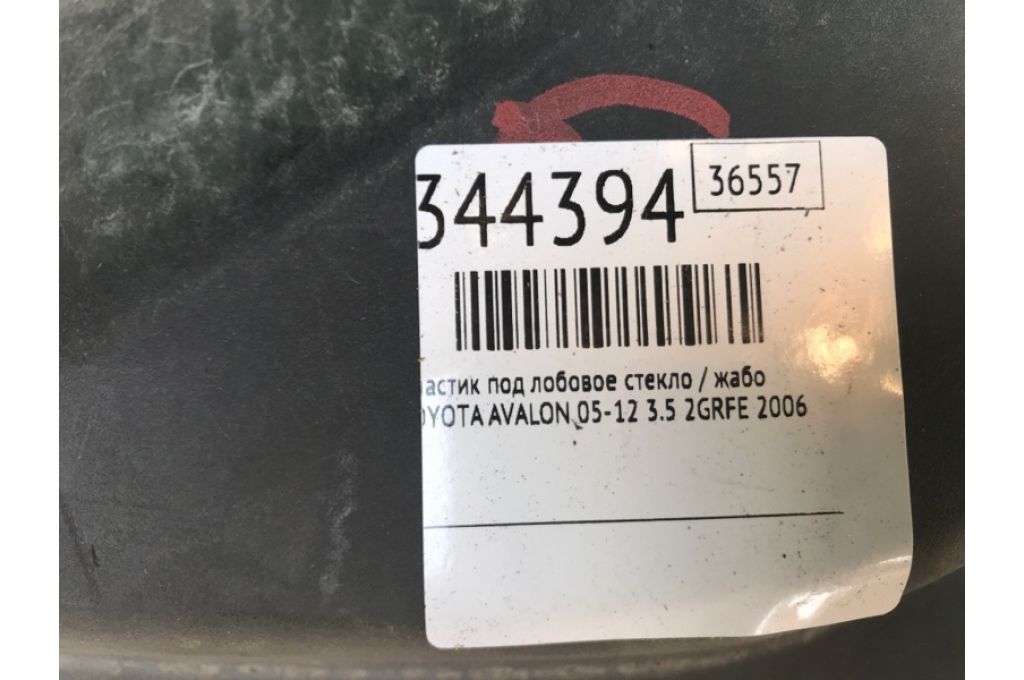 344394
36557
астик под лобовое стекло / жабо
OYOTA AVALON 05-12 3.5 2GRFE 2006